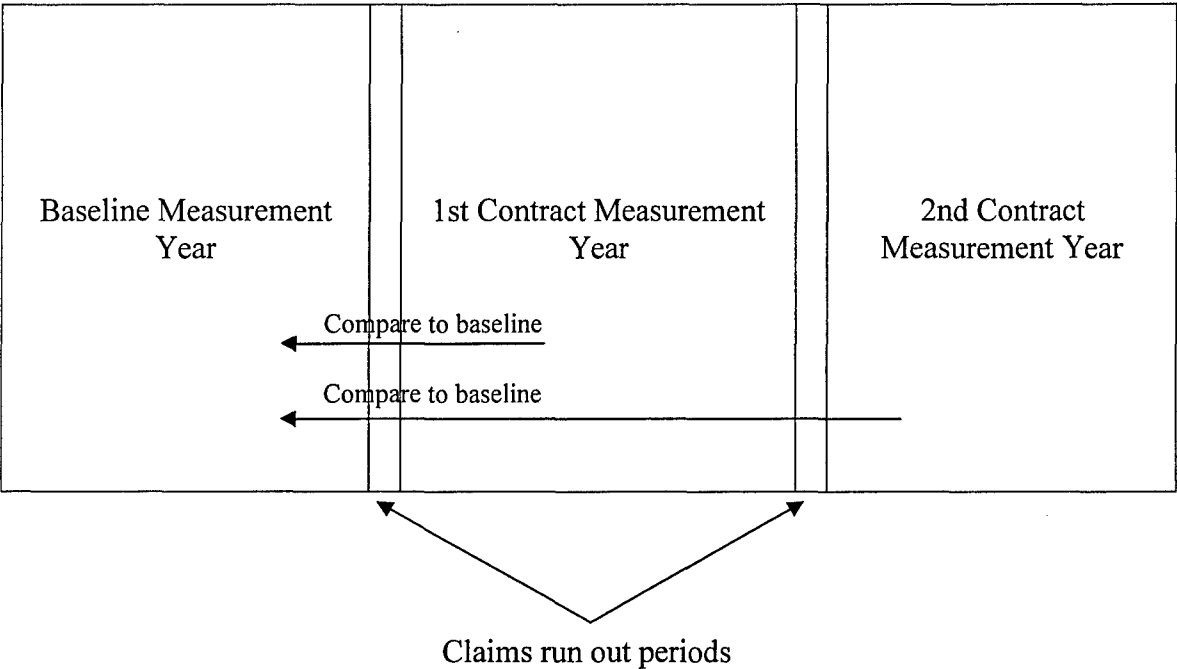 Baseline Measurement
Year
1st Contract Measurement
Year
2nd Contract
Measurement Year
Compare to baseline
Compare to baseline
Claims run out periods